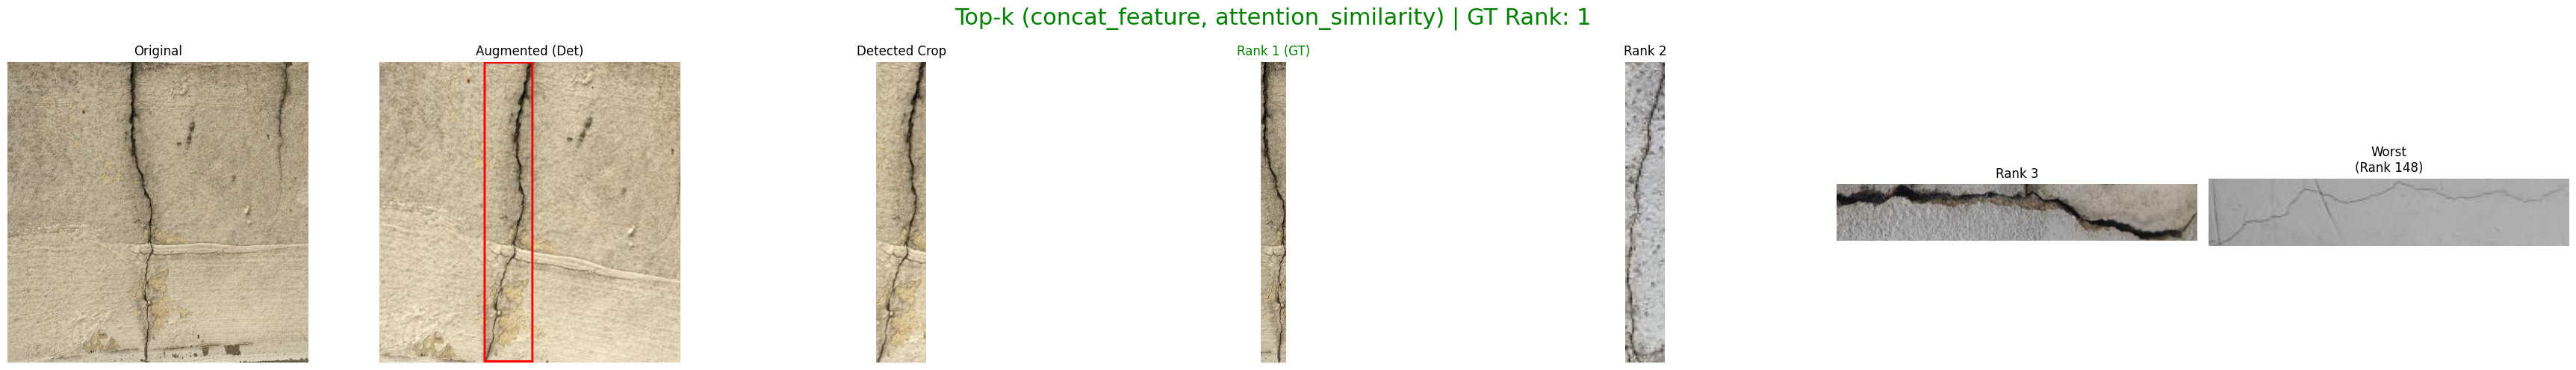 Top-k (concat_feature, attention_similarity) | GT Rank: 1
Original
Augmented (Det)
Detected Crop
Rank 1 (GT)
Rank 2
Rank 3
Worst
(Rank 148)